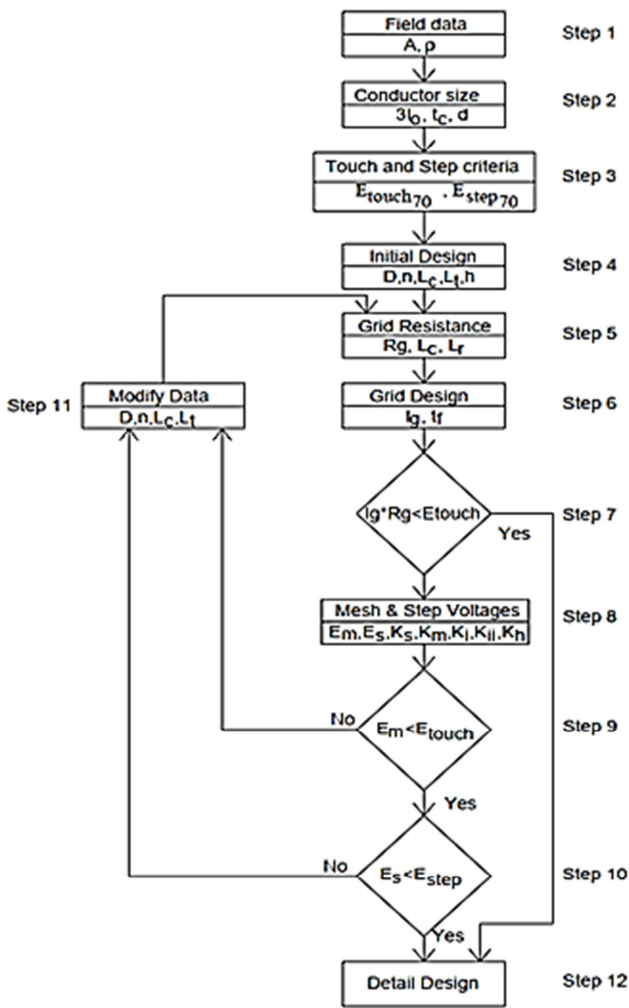 Field data
Step 1
A, ρ
Conductor size
Step 2
3Io, tc, d
Touch and Step criteria
Step 3
Etouch70 , Estep70
Initial Design
Step 4
D,n,Lc,Lt,h
Grid Resistance
Step 5
Rg, Lc, Lr
Modify Data
Step 11
D,n,Lc,Lt
Grid Design
Step 6
Ig, tf
Ig*Rg<Etouch
Step 7
Yes
Mesh & Step Voltages
Step 8
Em,Es,Ks,Km,Ki,Kii,Kh
No
Em<Etouch
Step 9
Yes
No
Es<Estep
Step 10
Yes
Detail Design
Step 12